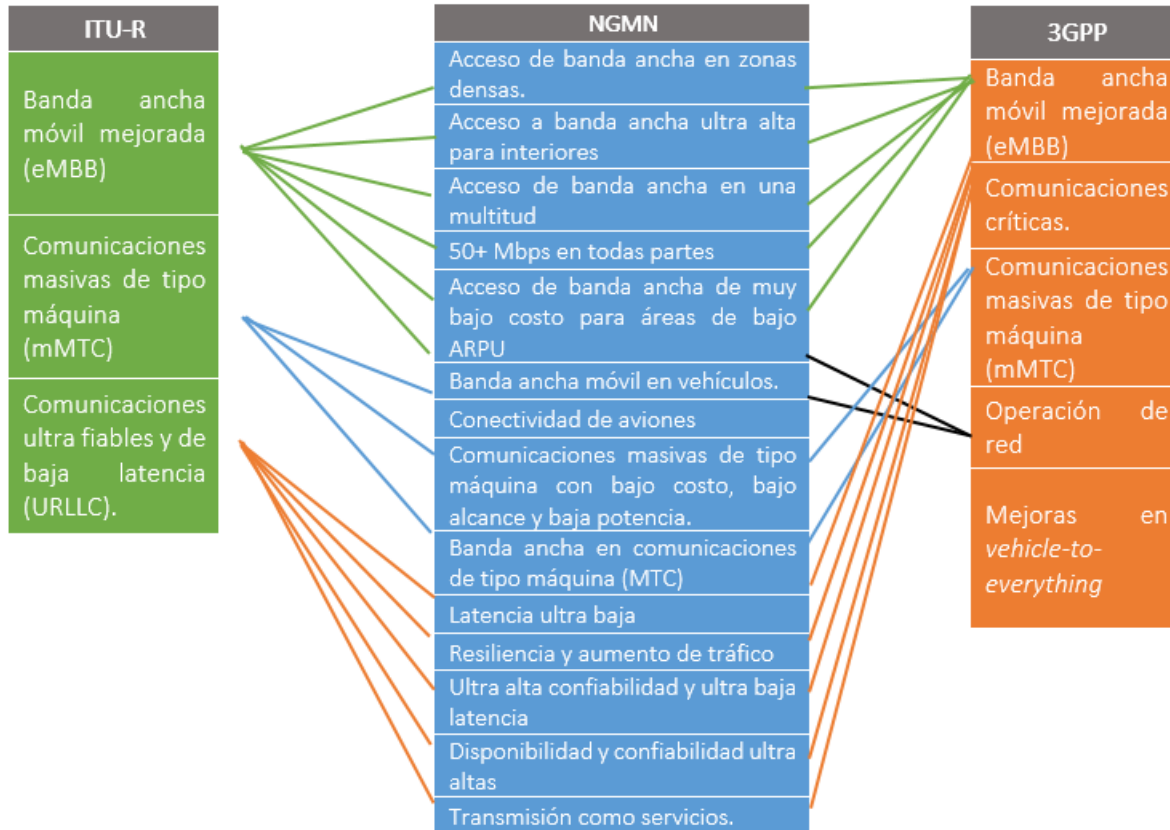 ITU-R
Banda ancha
móvil mejorada
(eMBB)
Comunicaciones
masivas de tipo
máquina
(mMTC)
Comunicaciones
ultra fiables y de
baja latencia
(URLLC).
NGMN
Acceso de banda ancha en zonas
densas.
Acceso a banda ancha ultra alta
para interiores
Acceso de banda ancha en una
multitud
50+ Mbps en todas partes
Acceso de banda ancha de muy
bajo costo para áreas de bajo
ARPU
Banda ancha móvil en vehículos.
Conectividad de aviones
Comunicaciones masivas de tipo
máquina con bajo costo, bajo
alcance y baja potencia.
Banda ancha en comunicaciones
de tipo máquina (MTC)
Latencia ultra baja
Resiliencia y aumento de tráfico
Ultra alta confiabilidad y ultra baja
latencia
Disponibilidad y confiabilidad ultra
altas
Transmisión como servicios.
3GPP
Banda ancha
móvil mejorada
(eMBB)
Comunicaciones
críticas.
Comunicaciones
masivas de tipo
máquina
(mMTC)
Operación de
red
Mejoras en
vehicle-to-
everything